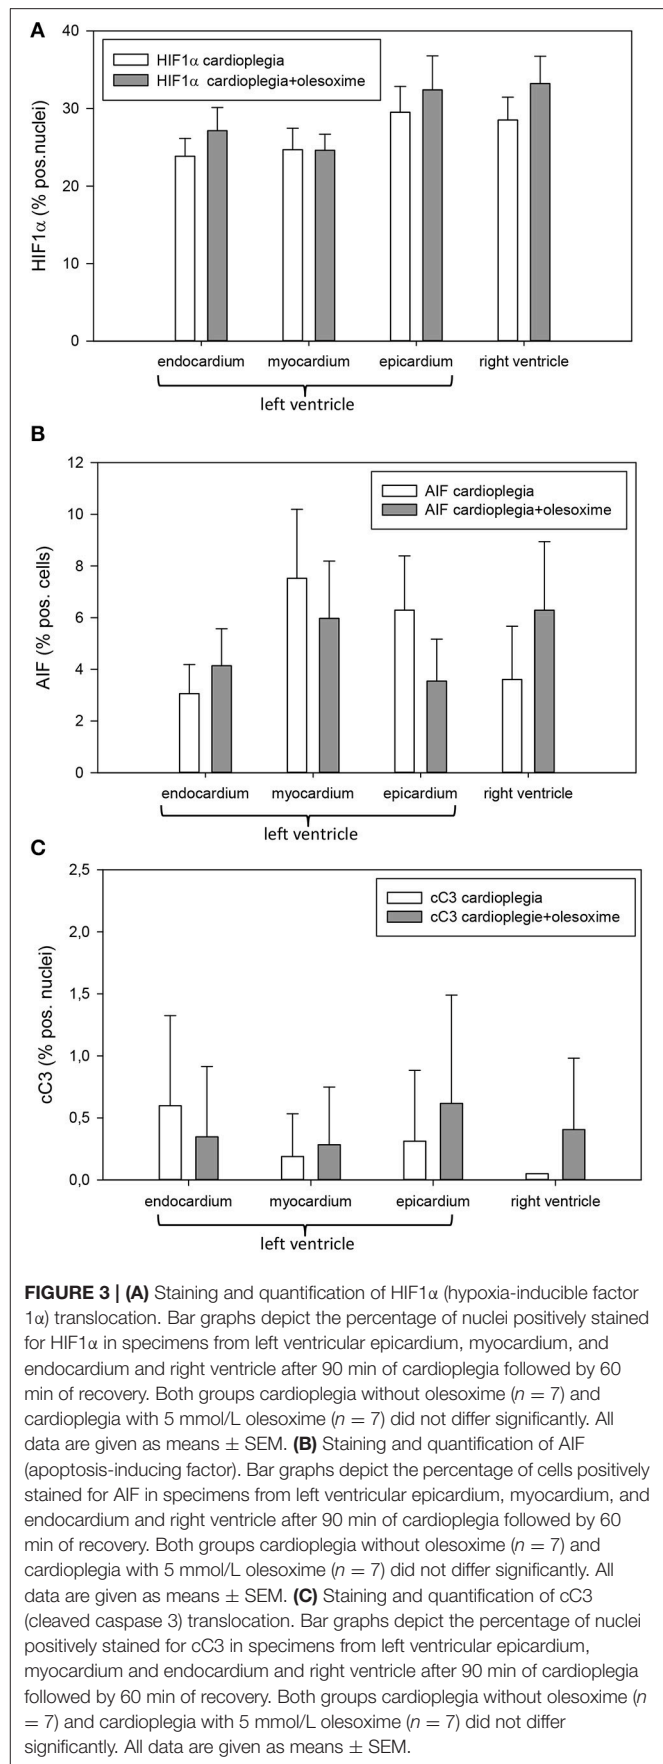 A
40
30
20
10
0
HIF1α (% pos.nuclei)
HIF1α cardioplegia
HIF1α cardioplegia+olesoxime
endocardium myocardium epicardium right ventricle
left ventricle
B
12
10
8
6
4
2
0
AIF (% pos. cells)
AIF cardioplegia
AIF cardioplegia+olesoxime
endocardium myocardium epicardium right ventricle
left ventricle
C
2,5
2,0
1,5
1,0
0,5
0,0
cC3 (% pos. nuclei)
cC3 cardioplegia
cC3 cardioplegie+olesoxime
endocardium myocardium epicardium right ventricle
left ventricle
FIGURE 3 | (A) Staining and quantification of HIF1α (hypoxia-inducible factor
1α) translocation. Bar graphs depict the percentage of nuclei positively stained
for HIF1α in specimens from left ventricular epicardium, myocardium, and
endocardium and right ventricle after 90 min of cardioplegia followed by 60
min of recovery. Both groups cardioplegia without olesoxime (n = 7) and
cardioplegia with 5 mmol/L olesoxime (n = 7) did not differ significantly. All
data are given as means ± SEM. (B) Staining and quantification of AIF
(apoptosis-inducing factor). Bar graphs depict the percentage of cells positively
stained for AIF in specimens from left ventricular epicardium, myocardium, and
endocardium and right ventricle after 90 min of cardioplegia followed by 60
min of recovery. Both groups cardioplegia without olesoxime (n = 7) and
cardioplegia with 5 mmol/L olesoxime (n = 7) did not differ significantly. All
data are given as means ± SEM. (C) Staining and quantification of cC3
(cleaved caspase 3) translocation. Bar graphs depict the percentage of nuclei
positively stained for cC3 in specimens from left ventricular epicardium,
myocardium and endocardium and right ventricle after 90 min of cardioplegia
followed by 60 min of recovery. Both groups cardioplegia without olesoxime (n
= 7) and cardioplegia with 5 mmol/L olesoxime (n = 7) did not differ
significantly. All data are given as means ± SEM.